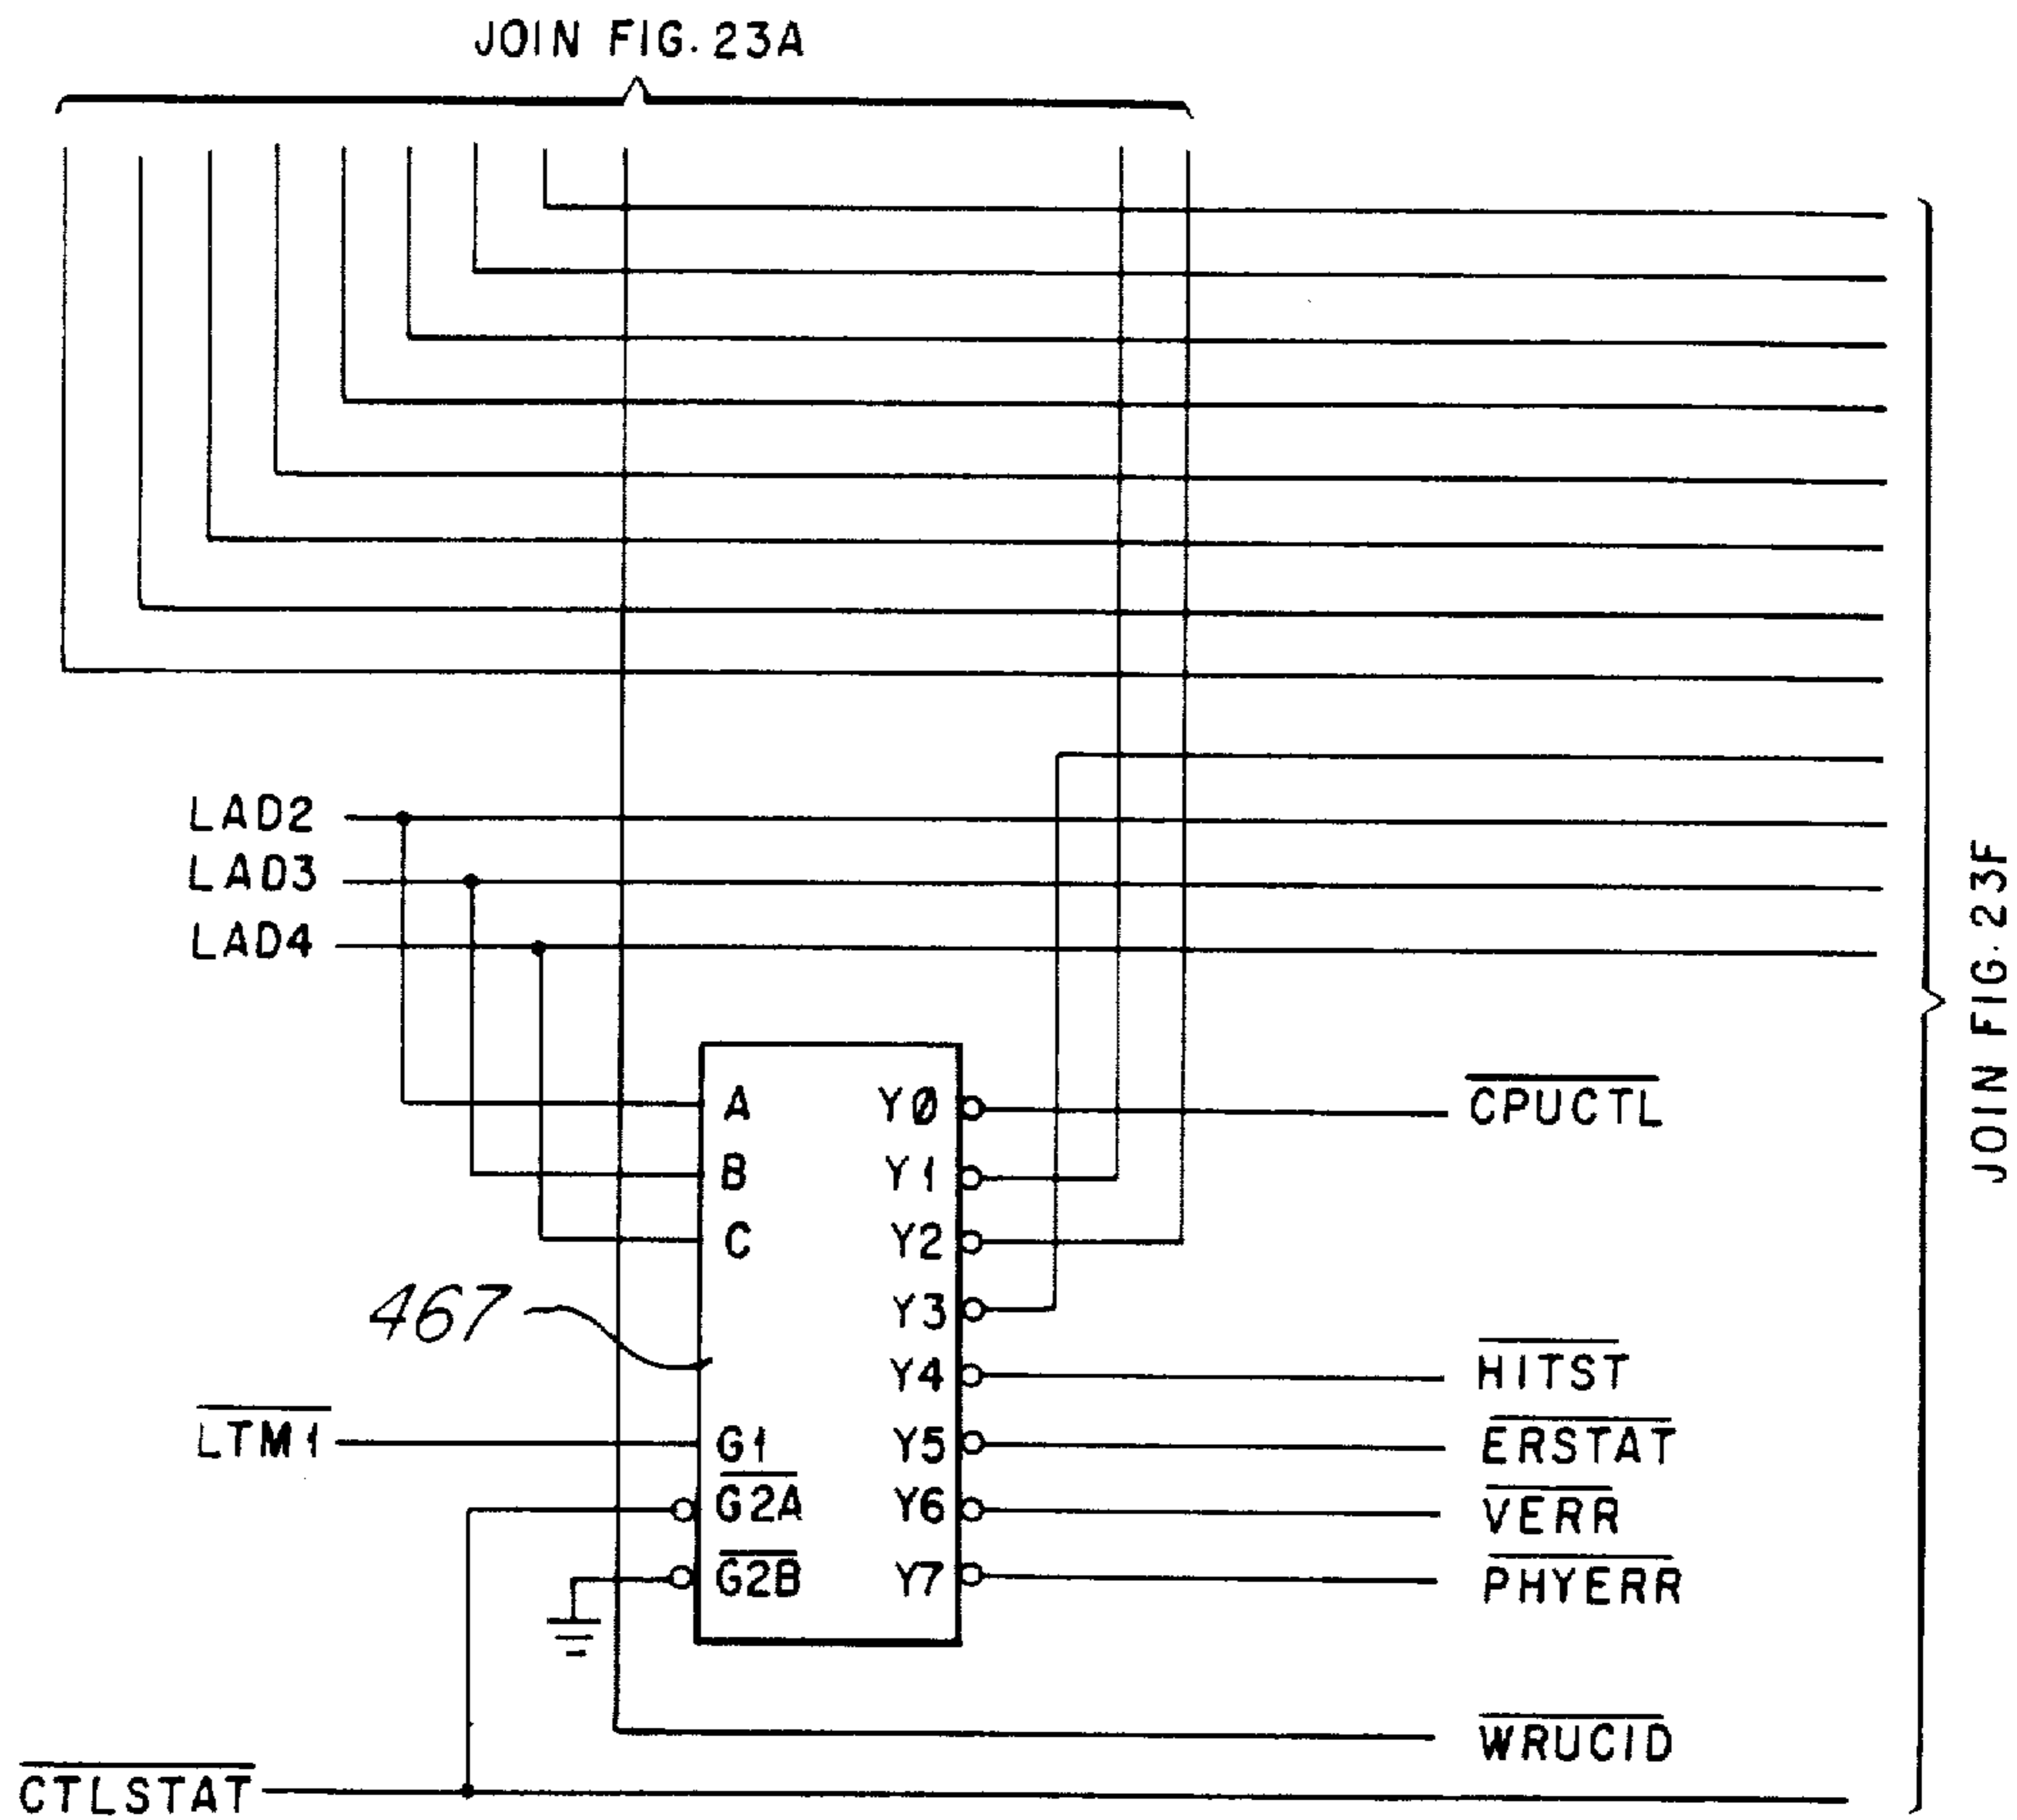 JOIN FIG. 23A
LAD2
LAD3
LAD4
JOIN FIG. 23F
A Y0 CPUCTL
B Y1
C Y2
467 Y3
Y4 HITST
LTM1 G1 Y5 ERSTAT
G2A Y6 VERR
G2B Y7 PHYERR
WRUCID
CTLSTAT